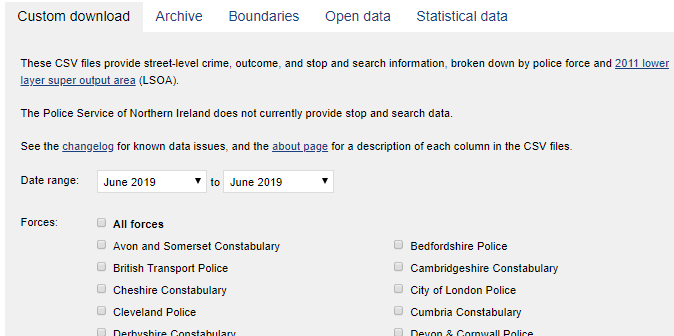 Custom download Archive Boundaries Open data Statistical data
These CSV files provide street-level crime, outcome, and stop and search information, broken down by police force and 2011 lower
layer super output area (LSOA).
The Police Service of Northern Ireland does not currently provide stop and search data.
See the changelog for known data issues, and the about page for a description of each column in the CSV files.
Date range: June 2019 to June 2019
Forces: All forces
Avon and Somerset Constabulary Bedfordshire Police
British Transport Police Cambridgeshire Constabulary
Cheshire Constabulary City of London Police
Cleveland Police Cumbria Constabulary
Derbyshire Constabulary Devon & Cornwall Police